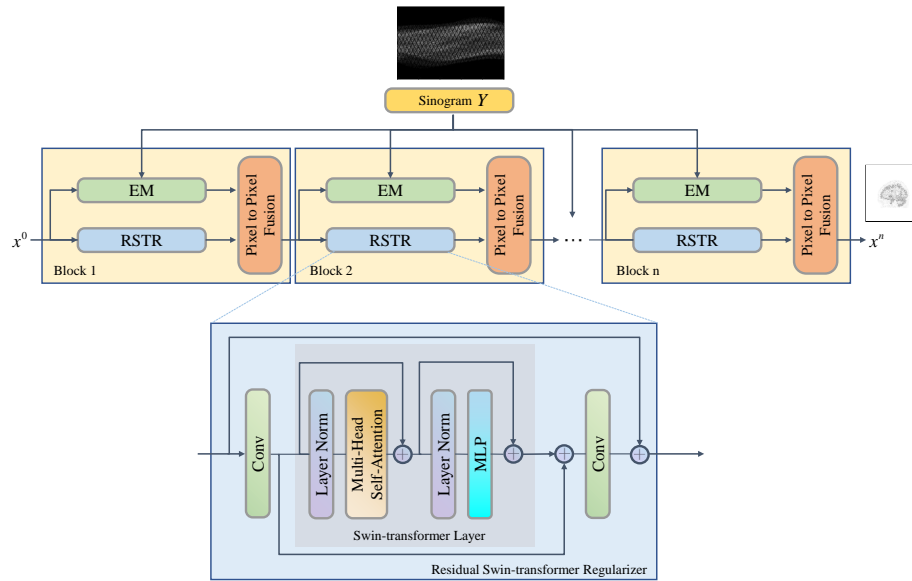 Sinogram Y
EM
RSTR
Pixel to Pixel
Fusion
Block 1
EM
RSTR
Pixel to Pixel
Fusion
Block 2
EM
RSTR
Pixel to Pixel
Fusion
Block n
x⁰
...
xⁿ
Conv
Layer Norm
Multi-Head
Self-Attention
+
Layer Norm
MLP
+
+
Conv
+
Swin-transformer Layer
Residual Swin-transformer Regularizer